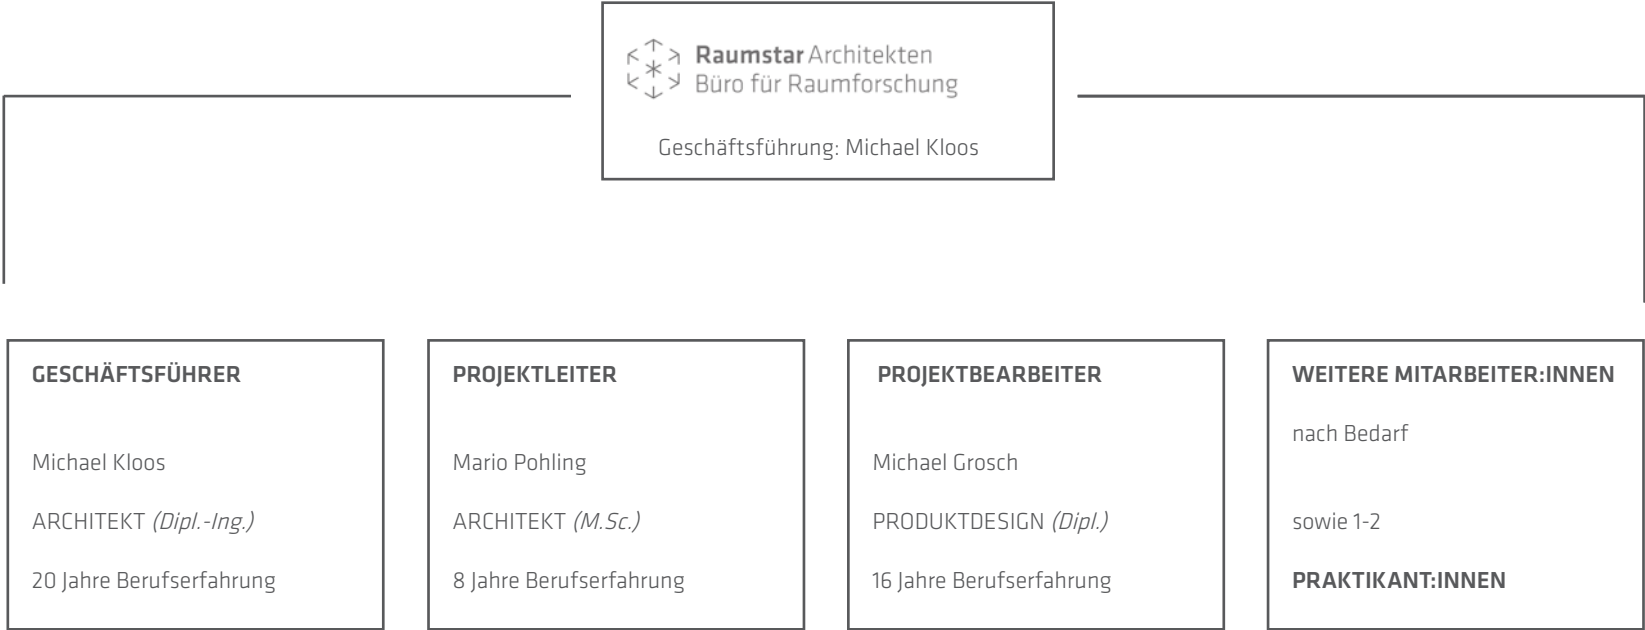 Raumstar Architekten
Büro für Raumforschung
Geschäftsführung: Michael Kloos
GESCHÄFTSFÜHRER
Michael Kloos
ARCHITEKT (Dipl.-Ing.)
20 Jahre Berufserfahrung
PROJEKTLEITER
Mario Pohling
ARCHITEKT (M.Sc.)
8 Jahre Berufserfahrung
PROJEKTBEARBEITER
Michael Grosch
PRODUKTDESIGN (Dipl.)
16 Jahre Berufserfahrung
WEITERE MITARBEITER:INNEN
nach Bedarf
sowie 1-2
PRAKTIKANT:INNEN